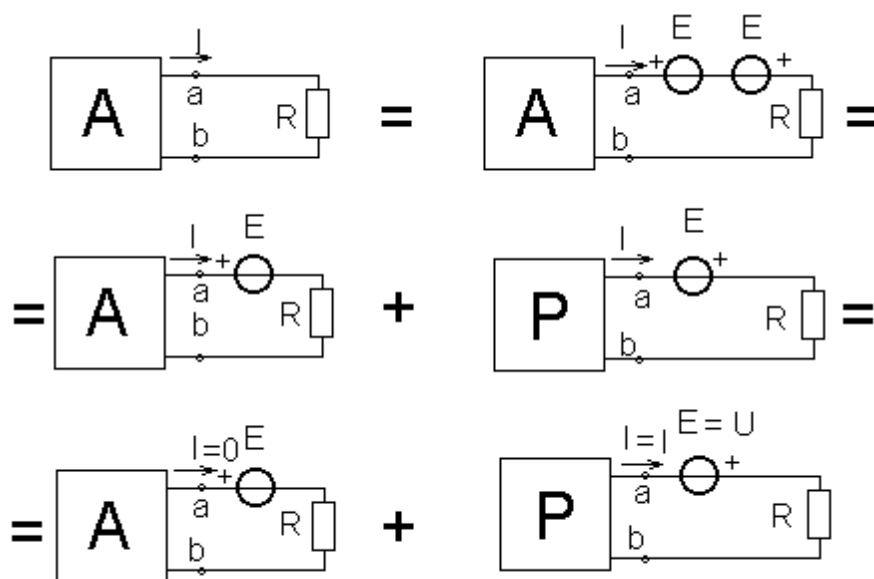 I E E
I
A a R = A a R =
b b
I E I E
= A a R + P a R =
b b
I=0 E I=I E=U
= A a R + P a R
b b